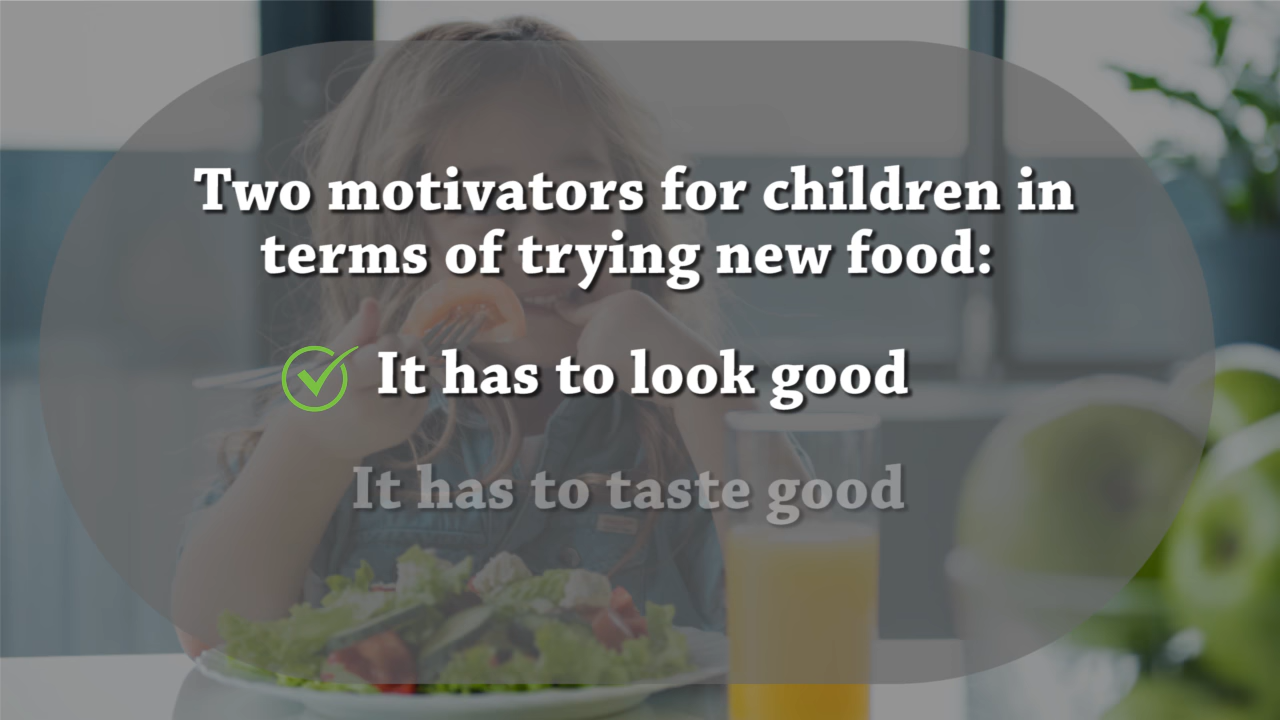 Two motivators for children in
terms of trying new food:
It has to look good
It has to taste good